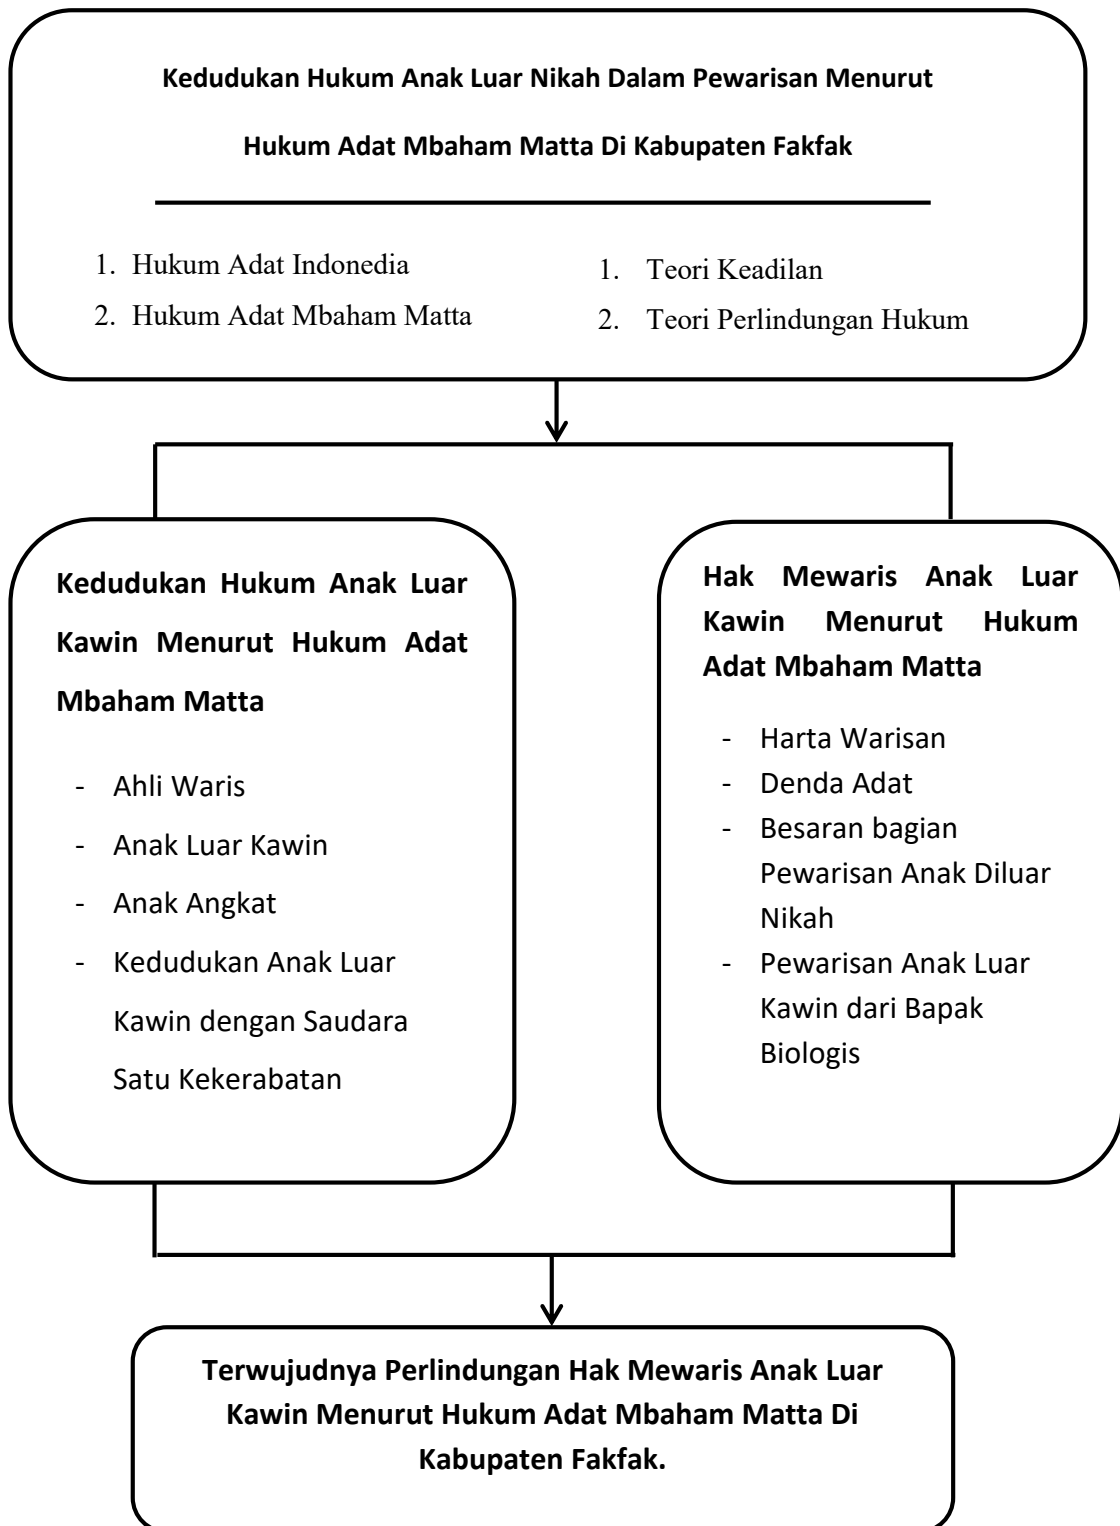 Kedudukan Hukum Anak Luar Nikah Dalam Pewarisan Menurut
Hukum Adat Mbaham Matta Di Kabupaten Fakfak
1. Hukum Adat Indonedia
2. Hukum Adat Mbaham Matta
1. Teori Keadilan
2. Teori Perlindungan Hukum
Kedudukan Hukum Anak Luar
Kawin Menurut Hukum Adat
Mbaham Matta
- Ahli Waris
- Anak Luar Kawin
- Anak Angkat
- Kedudukan Anak Luar
Kawin dengan Saudara
Satu Kekerabatan
Hak Mewaris Anak Luar
Kawin Menurut Hukum
Adat Mbaham Matta
- Harta Warisan
- Denda Adat
- Besaran bagian
Pewarisan Anak Diluar
Nikah
- Pewarisan Anak Luar
Kawin dari Bapak
Biologis
Terwujudnya Perlindungan Hak Mewaris Anak Luar
Kawin Menurut Hukum Adat Mbaham Matta Di
Kabupaten Fakfak.